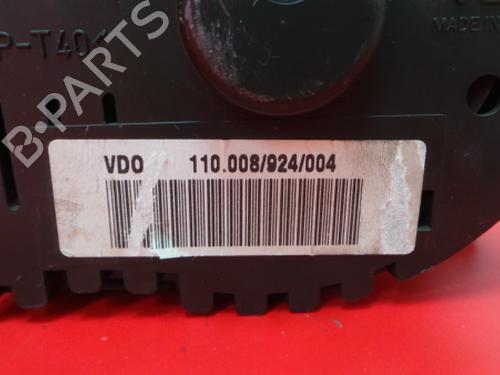 P-T40<
MADE IN
B-PARTS
VDO 110.008/924/004